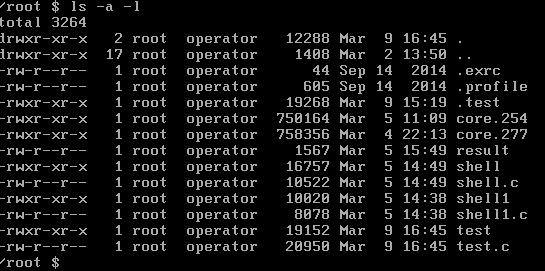 /root $ ls -a -l
total 3264
drwxr-xr-x 2 root operator 12288 Mar 9 16:45 .
drwxr-xr-x 17 root operator 1408 Mar 2 13:50 ..
-rw-r--r-- 1 root operator 44 Sep 14 2014 .exrc
-rw-r--r-- 1 root operator 605 Sep 14 2014 .profile
-rwxr-xr-x 1 root operator 19268 Mar 9 15:19 .test
-rw-r--r-- 1 root operator 750164 Mar 5 11:09 core.254
-rw-r--r-- 1 root operator 758356 Mar 4 22:13 core.277
-rw-r--r-- 1 root operator 1567 Mar 5 15:49 result
-rwxr-xr-x 1 root operator 16757 Mar 5 14:49 shell
-rw-r--r-- 1 root operator 10522 Mar 5 14:49 shell.c
-rwxr-xr-x 1 root operator 10020 Mar 5 14:38 shell1
-rw-r--r-- 1 root operator 8078 Mar 5 14:38 shell1.c
-rwxr-xr-x 1 root operator 19152 Mar 9 16:45 test
-rw-r--r-- 1 root operator 20950 Mar 9 16:45 test.c
/root $